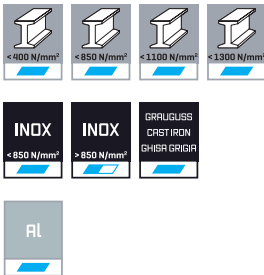 <400 N/mm²
<850 N/mm²
<1100 N/mm²
<1300 N/mm²
INOX
<850 N/mm²
INOX
>850 N/mm²
GRAUGUSS
CAST IRON
GHISA GRIGIA
Al